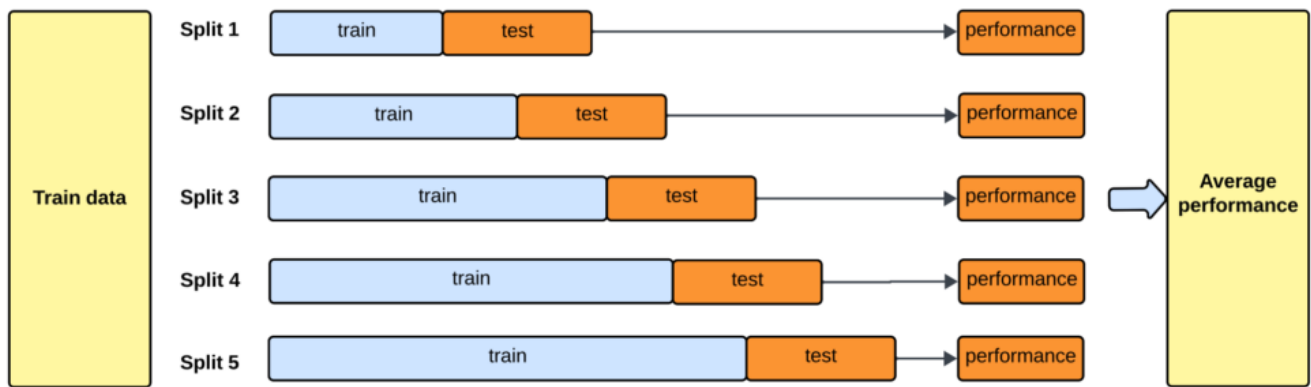 Train data
Split 1
train
test
performance
Split 2
train
test
performance
Split 3
train
test
performance
Split 4
train
test
performance
Split 5
train
test
performance
Average
performance